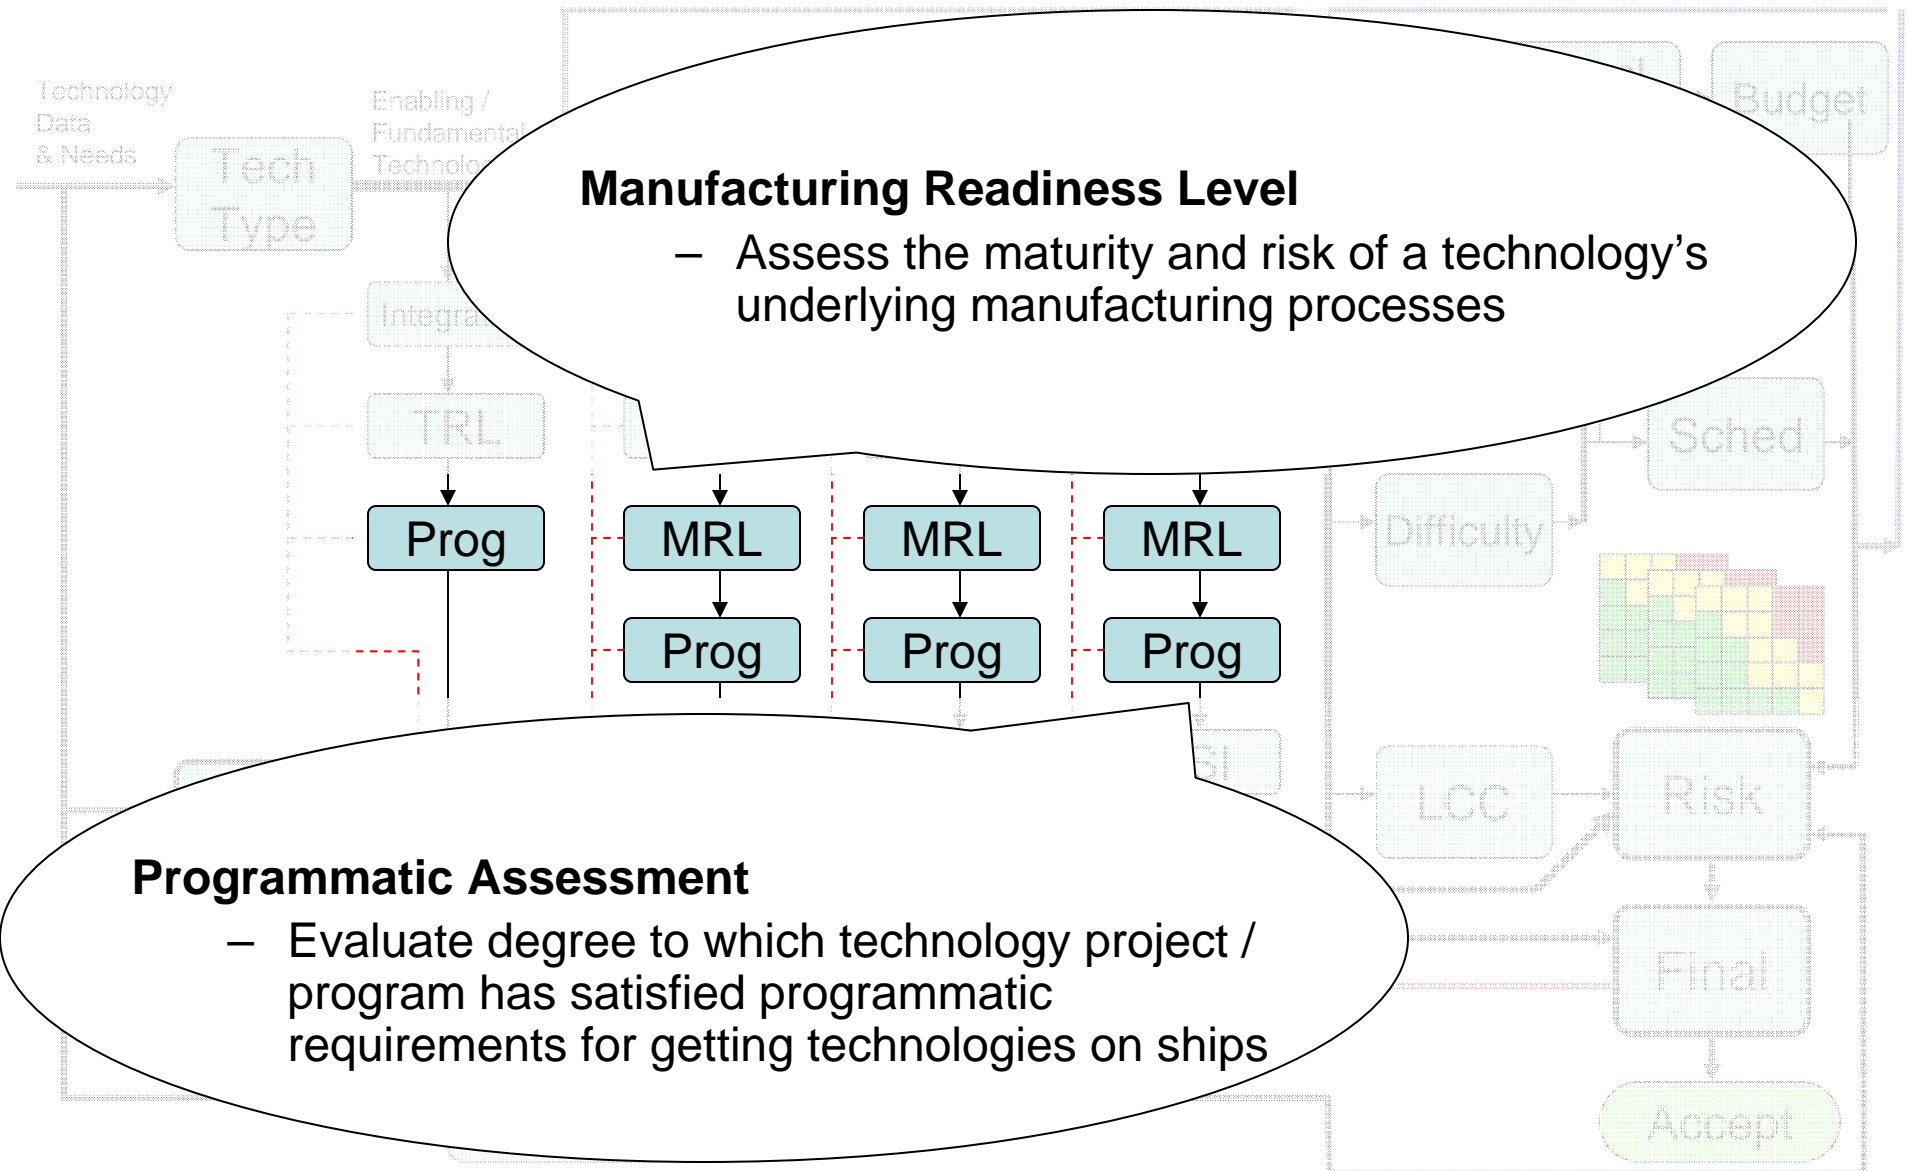 Technology
Data
& Needs
Enabling /
Fundamental
Tech
Type
Budget
Manufacturing Readiness Level
– Assess the maturity and risk of a technology’s
underlying manufacturing processes
TRL
Sched
Prog
MRL
MRL
MRL
Difficulty
Prog
Prog
Prog
LCC
Risk
Programmatic Assessment
– Evaluate degree to which technology project /
program has satisfied programmatic
requirements for getting technologies on ships
Final
Accept